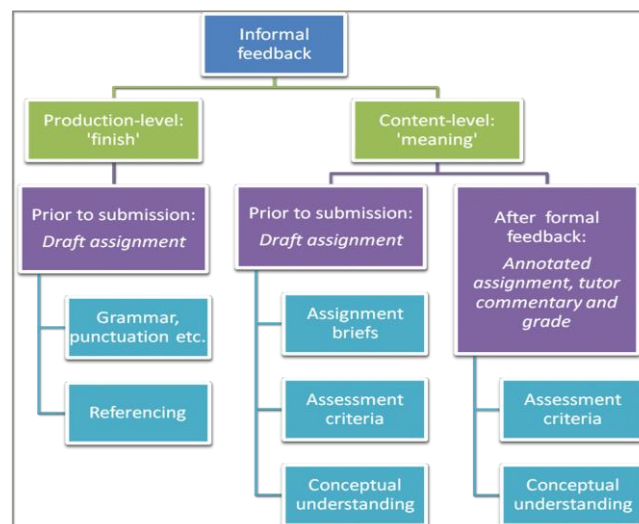 Informal
feedback
Production-level:
'finish'
Content-level:
'meaning'
Prior to submission:
Draft assignment
Prior to submission:
Draft assignment
After formal
feedback:
Annotated
assignment, tutor
commentary and
grade
Grammar,
punctuation etc.
Referencing
Assignment
briefs
Assessment
criteria
Conceptual
understanding
Assessment
criteria
Conceptual
understanding